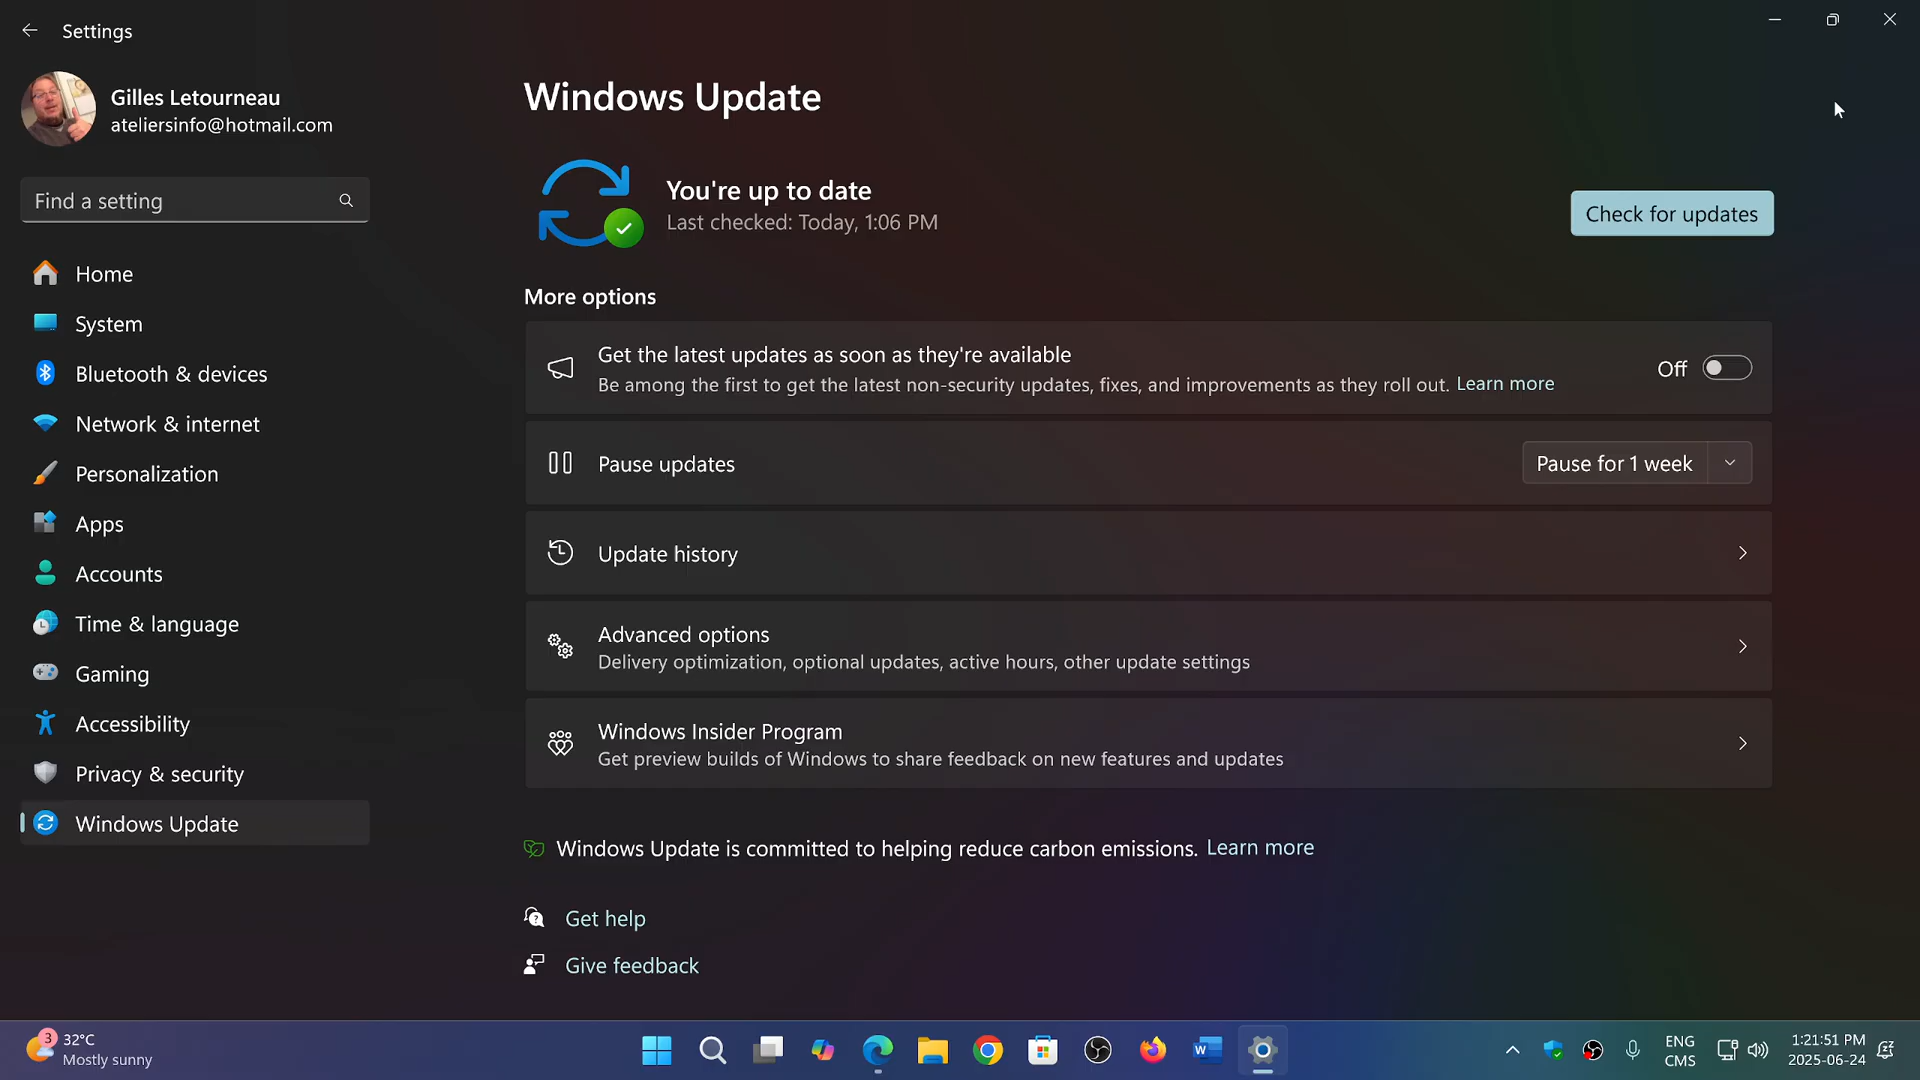 Settings
Gilles Letourneau
ateliersinfo@hotmail.com
Find a setting
Home
System
Bluetooth & devices
Network & internet
Personalization
Apps
Accounts
Time & language
Gaming
Accessibility
Privacy & security
Windows Update
Windows Update
You're up to date
Last checked: Today, 1:06 PM
Check for updates
More options
Get the latest updates as soon as they're available
Be among the first to get the latest non-security updates, fixes, and improvements as they roll out. Learn more
Off
Pause updates
Pause for 1 week
Update history
Advanced options
Delivery optimization, optional updates, active hours, other update settings
Windows Insider Program
Get preview builds of Windows to share feedback on new features and updates
Windows Update is committed to helping reduce carbon emissions. Learn more
Get help
Give feedback
3
32°C
Mostly sunny
W
ENG
CMS
1:21:51 PM
2025-06-24